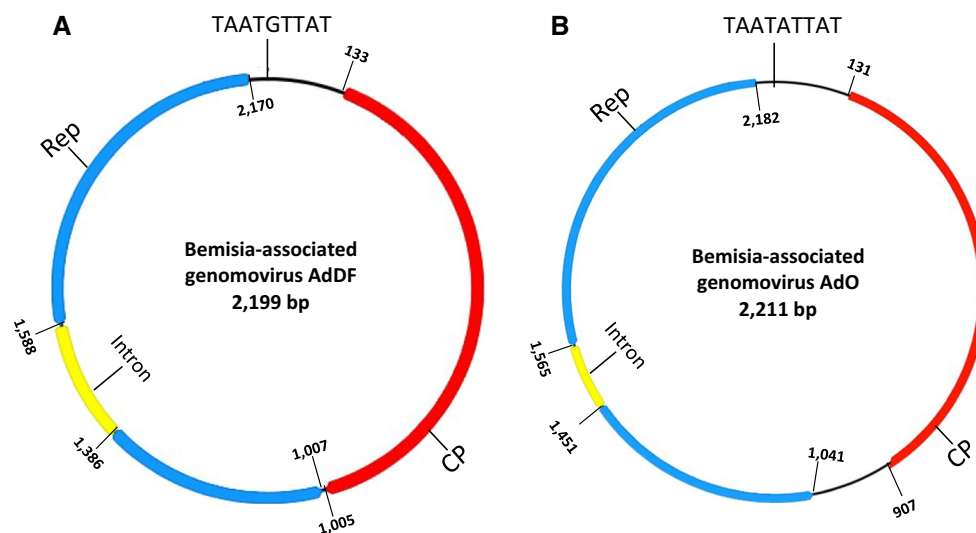 A
TAATGTTAT
133
2,170
Rep
Bemisia-associated
genomovirus AdDF
2,199 bp
1,588
Intron
1,386
1,007
1,005
CP
B
TAATATTAT
131
2,182
Rep
Bemisia-associated
genomovirus AdO
2,211 bp
1,565
Intron
1,451
1,041
907
CP